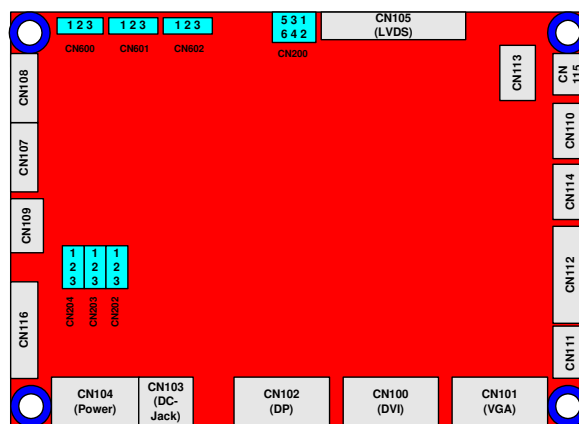 1 2 3
1 2 3
1 2 3
5 3 1
6 4 2
CN105
(LVDS)
CN600
CN601
CN602
CN200
CN113
CN
115
CN108
CN110
CN107
CN114
CN109
CN112
1
2
3
1
2
3
1
2
3
CN204
CN203
CN202
CN116
CN111
CN104
(Power)
CN103
(DC-
Jack)
CN102
(DP)
CN100
(DVI)
CN101
(VGA)